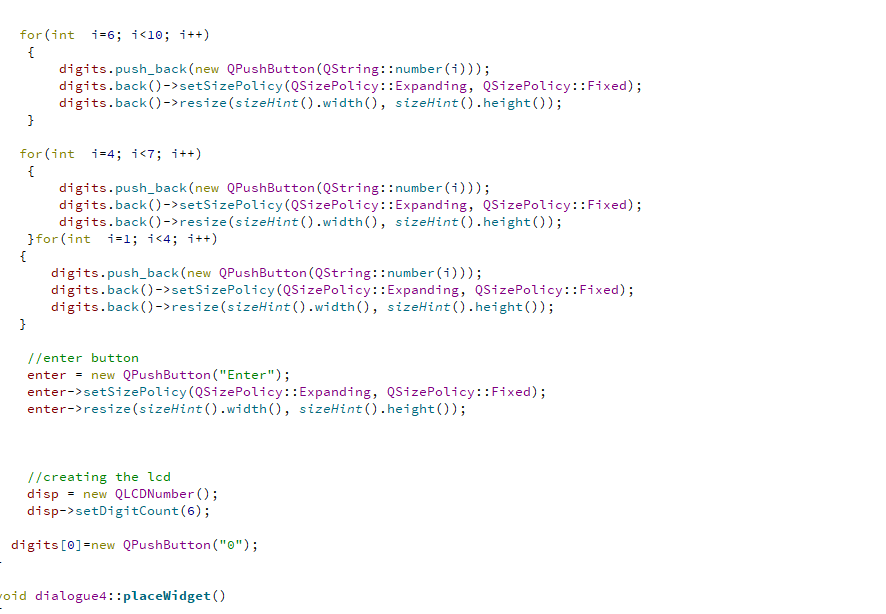 for(int  i=6; i<10; i++)
{
digits.push_back(new QPushButton(QString::number(i)));
digits.back()->setSizePolicy(QSizePolicy::Expanding, QSizePolicy::Fixed);
digits.back()->resize(sizeHint().width(), sizeHint().height());
}
for(int  i=4; i<7; i++)
{
digits.push_back(new QPushButton(QString::number(i)));
digits.back()->setSizePolicy(QSizePolicy::Expanding, QSizePolicy::Fixed);
digits.back()->resize(sizeHint().width(), sizeHint().height());
}for(int  i=1; i<4; i++)
{
digits.push_back(new QPushButton(QString::number(i)));
digits.back()->setSizePolicy(QSizePolicy::Expanding, QSizePolicy::Fixed);
digits.back()->resize(sizeHint().width(), sizeHint().height());
}
//enter button
enter = new QPushButton("Enter");
enter->setSizePolicy(QSizePolicy::Expanding, QSizePolicy::Fixed);
enter->resize(sizeHint().width(), sizeHint().height());
//creating the lcd
disp = new QLCDNumber();
disp->setDigitCount(6);
digits[0]=new QPushButton("0");
void dialogue4::placeWidget()